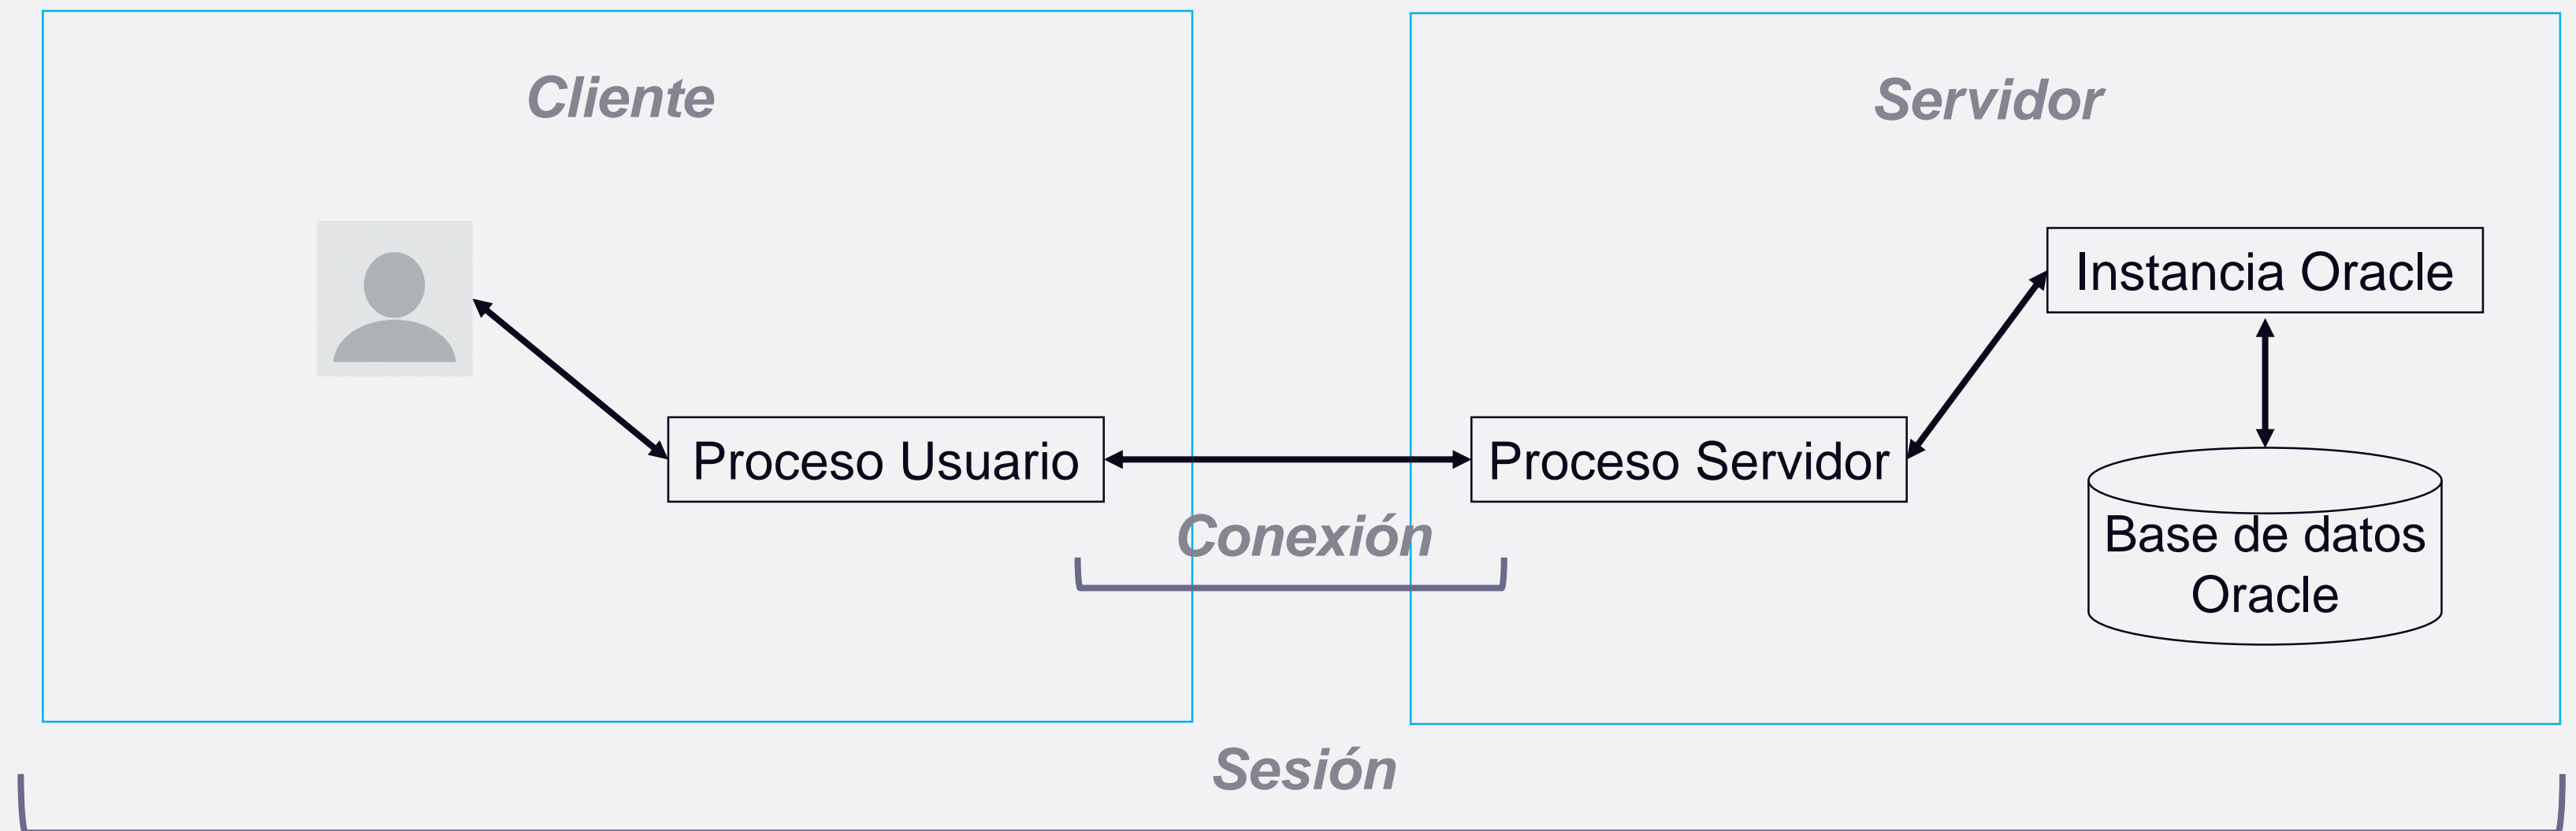 Cliente
Servidor
Instancia Oracle
Proceso Usuario
Proceso Servidor
Conexión
Base de datos
Oracle
Sesión